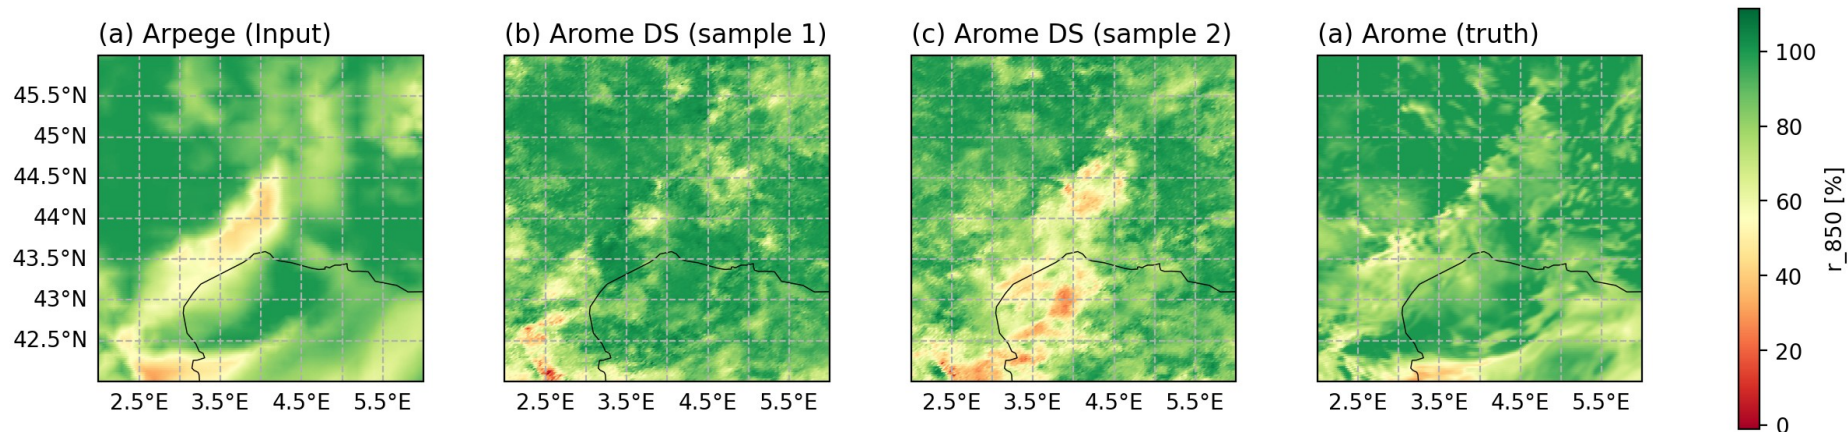 (a) Arpege (Input)
(b) Arome DS (sample 1)
(c) Arome DS (sample 2)
(a) Arome (truth)
45.5°N
45°N
44.5°N
44°N
43.5°N
43°N
42.5°N
2.5°E 3.5°E 4.5°E 5.5°E
2.5°E 3.5°E 4.5°E 5.5°E
2.5°E 3.5°E 4.5°E 5.5°E
2.5°E 3.5°E 4.5°E 5.5°E
100
80
60
40
20
0
r_850 [%]